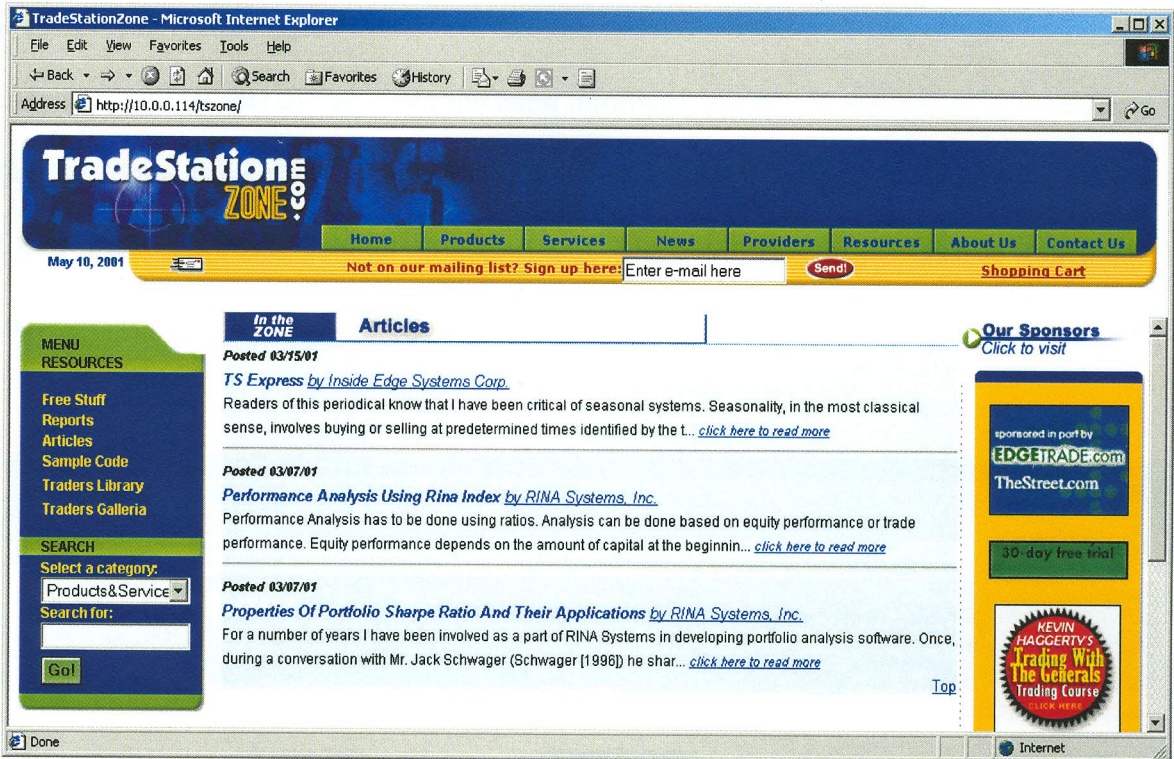 TradeStationZone - Microsoft Internet Explorer
File Edit View Favorites Tools Help
Back Search Favorites History
Address http://10.0.0.114/tszone/ Go
TradeStation
ZONE .com
Home Products Services News Providers Resources About Us Contact Us
May 10, 2001 Not on our mailing list? Sign up here: Enter e-mail here Send! Shopping Cart
MENU
RESOURCES
Free Stuff
Reports
Articles
Sample Code
Traders Library
Traders Galleria
SEARCH
Select a category:
Products&Service
Search for:
Go!
In the
ZONE
Articles
Posted 03/15/01
TS Express by Inside Edge Systems Corp.
Readers of this periodical know that I have been critical of seasonal systems. Seasonality, in the most classical
sense, involves buying or selling at predetermined times identified by the t... click here to read more
Posted 03/07/01
Performance Analysis Using Rina Index by RINA Systems, Inc.
Performance Analysis has to be done using ratios. Analysis can be done based on equity performance or trade
performance. Equity performance depends on the amount of capital at the beginnin... click here to read more
Posted 03/07/01
Properties Of Portfolio Sharpe Ratio And Their Applications by RINA Systems, Inc.
For a number of years I have been involved as a part of RINA Systems in developing portfolio analysis software. Once,
during a conversation with Mr. Jack Schwager (Schwager [1996]) he shar... click here to read more
Top
Our Sponsors
Click to visit
sponsored in part by
EDGETRADE.com
TheStreet.com
30-day free trial
KEVIN
HAGGERTY'S
Trading With
The Generals
Trading Course
CLICK HERE
Done
Internet